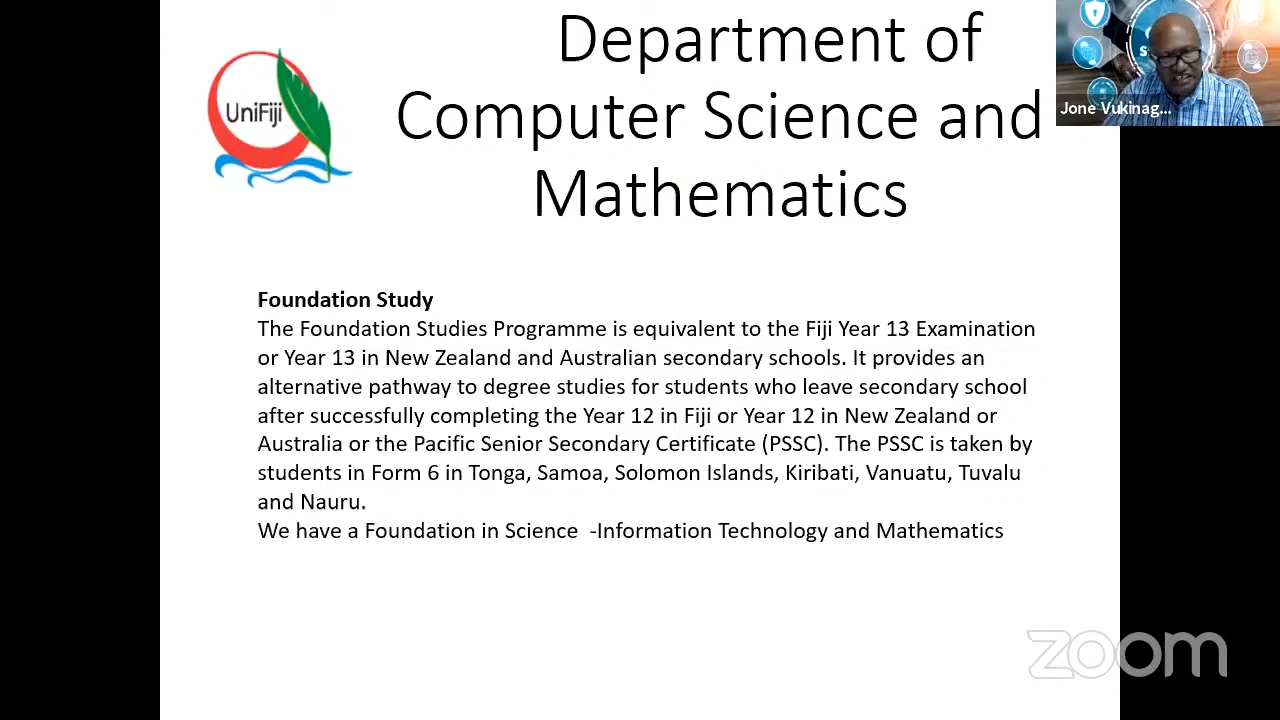 Department of
Computer Science and
Mathematics
UniFiji
Jone Vukinag...
Foundation Study
The Foundation Studies Programme is equivalent to the Fiji Year 13 Examination
or Year 13 in New Zealand and Australian secondary schools. It provides an
alternative pathway to degree studies for students who leave secondary school
after successfully completing the Year 12 in Fiji or Year 12 in New Zealand or
Australia or the Pacific Senior Secondary Certificate (PSSC). The PSSC is taken by
students in Form 6 in Tonga, Samoa, Solomon Islands, Kiribati, Vanuatu, Tuvalu
and Nauru.
We have a Foundation in Science  -Information Technology and Mathematics
zoom